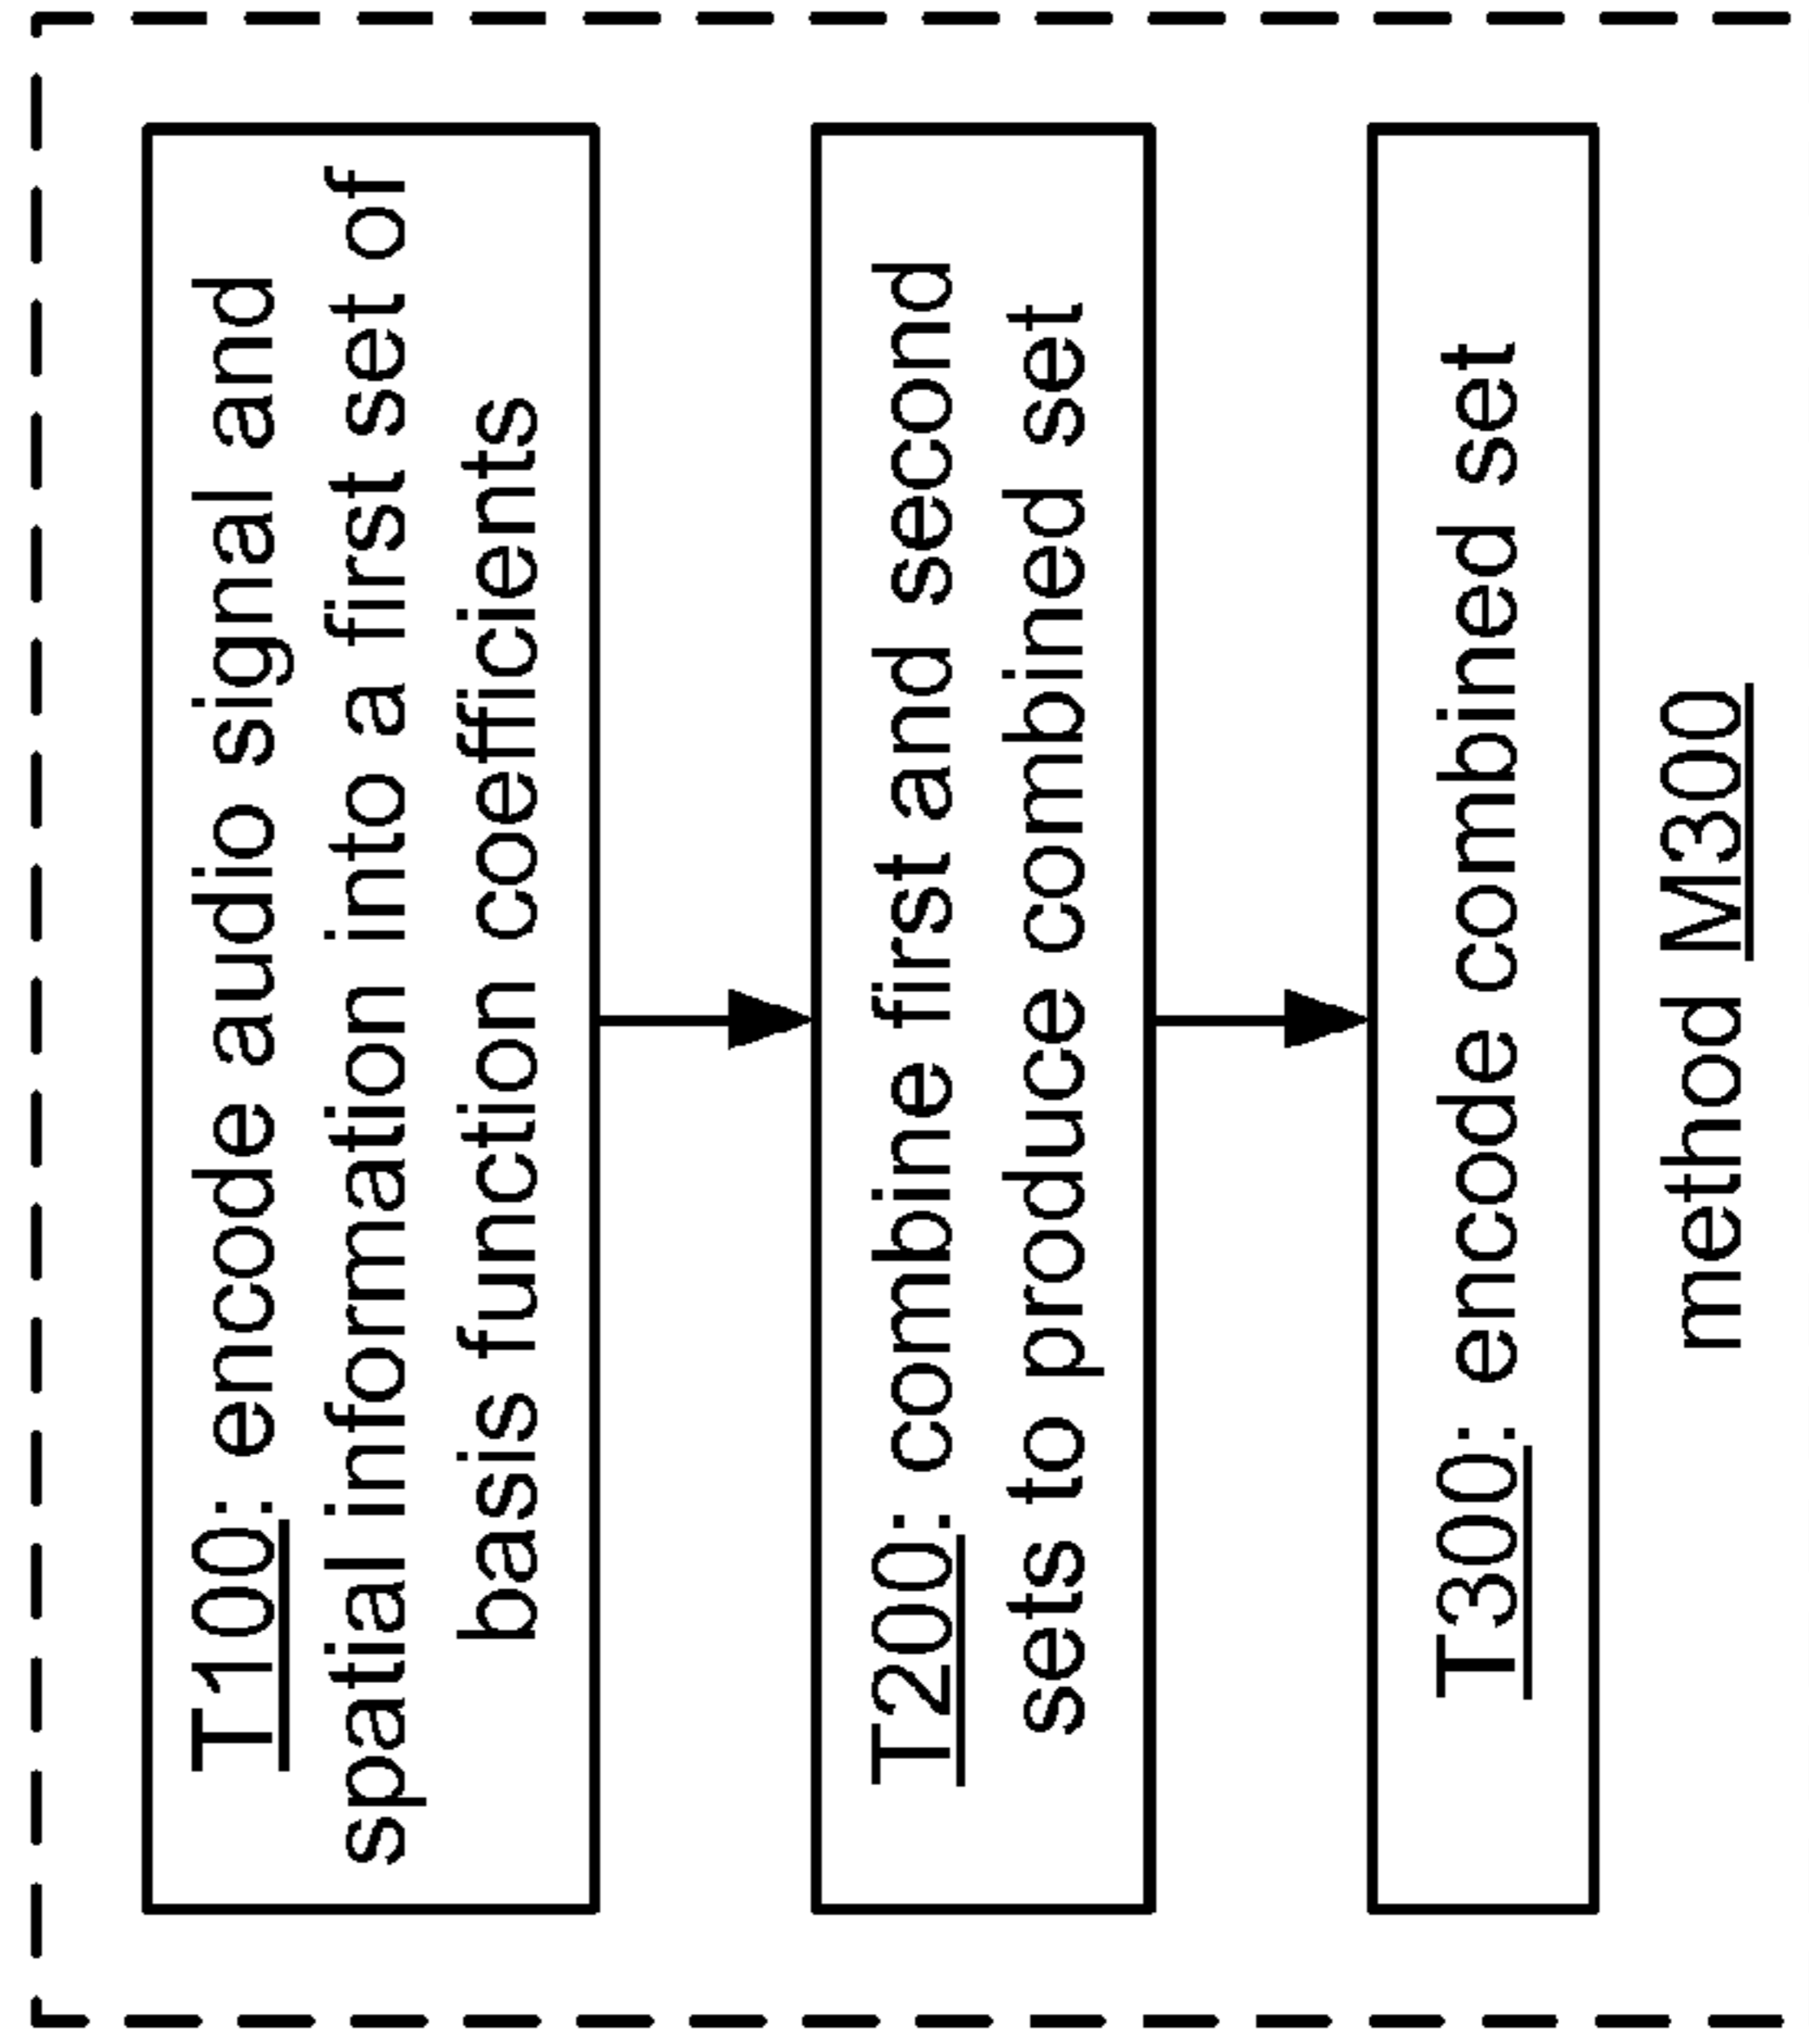 T100: encode audio signal and
spatial information into a first set of
basis function coefficients
T200: combine first and second
sets to produce combined set
T300: encode combined set
method M300